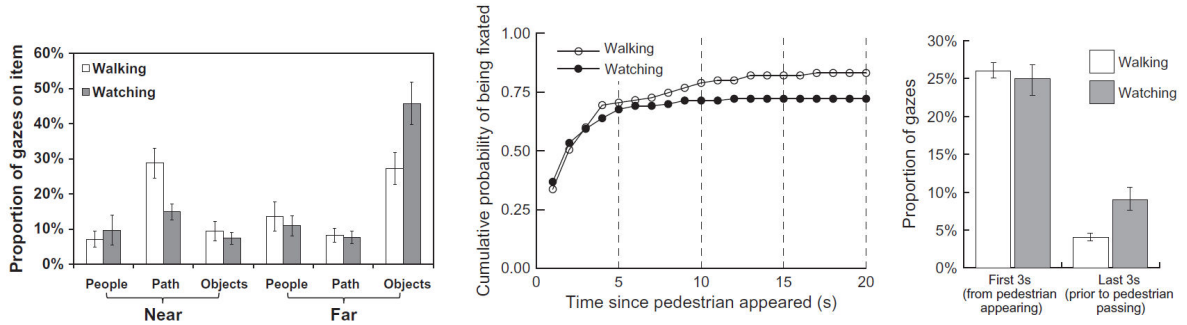 Proportion of gazes on item
60%
50%
40%
30%
20%
10%
0%
Walking
Watching
People Path Objects People Path Objects
Near Far
Cumulative probability of being fixated
1.00
0.75
0.50
0.25
0.00
Walking
Watching
0 5 10 15 20
Time since pedestrian appeared (s)
Proportion of gazes
30%
25%
20%
15%
10%
5%
0%
Walking
Watching
First 3s Last 3s
(from pedestrian (prior to pedestrian
appearing) passing)